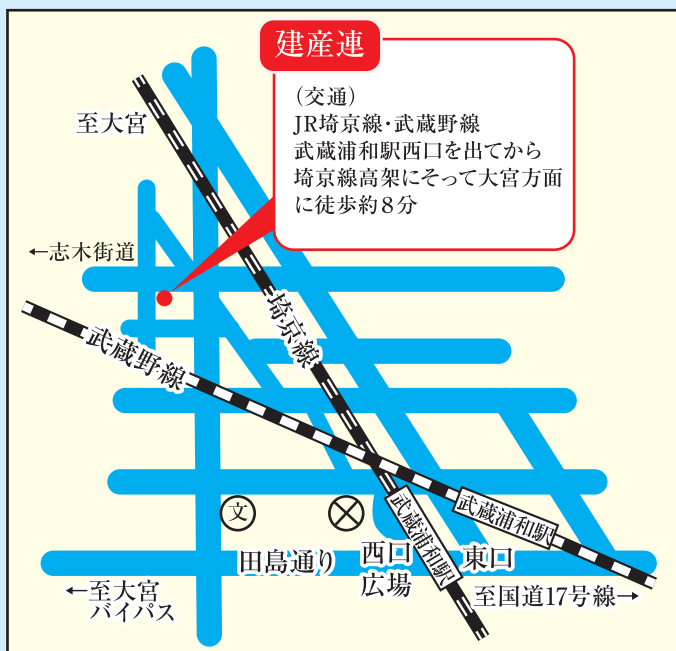 建産連
(交通)
JR埼京線・武蔵野線
武蔵浦和駅西口を出てから
埼京線高架にそって大宮方面
に徒歩約8分
至大宮
←志木街道
埼京線
武蔵野線
武蔵浦和駅
武蔵浦和駅
文
田島通り
西口
広場
東口
←至大宮
バイパス
至国道17号線→